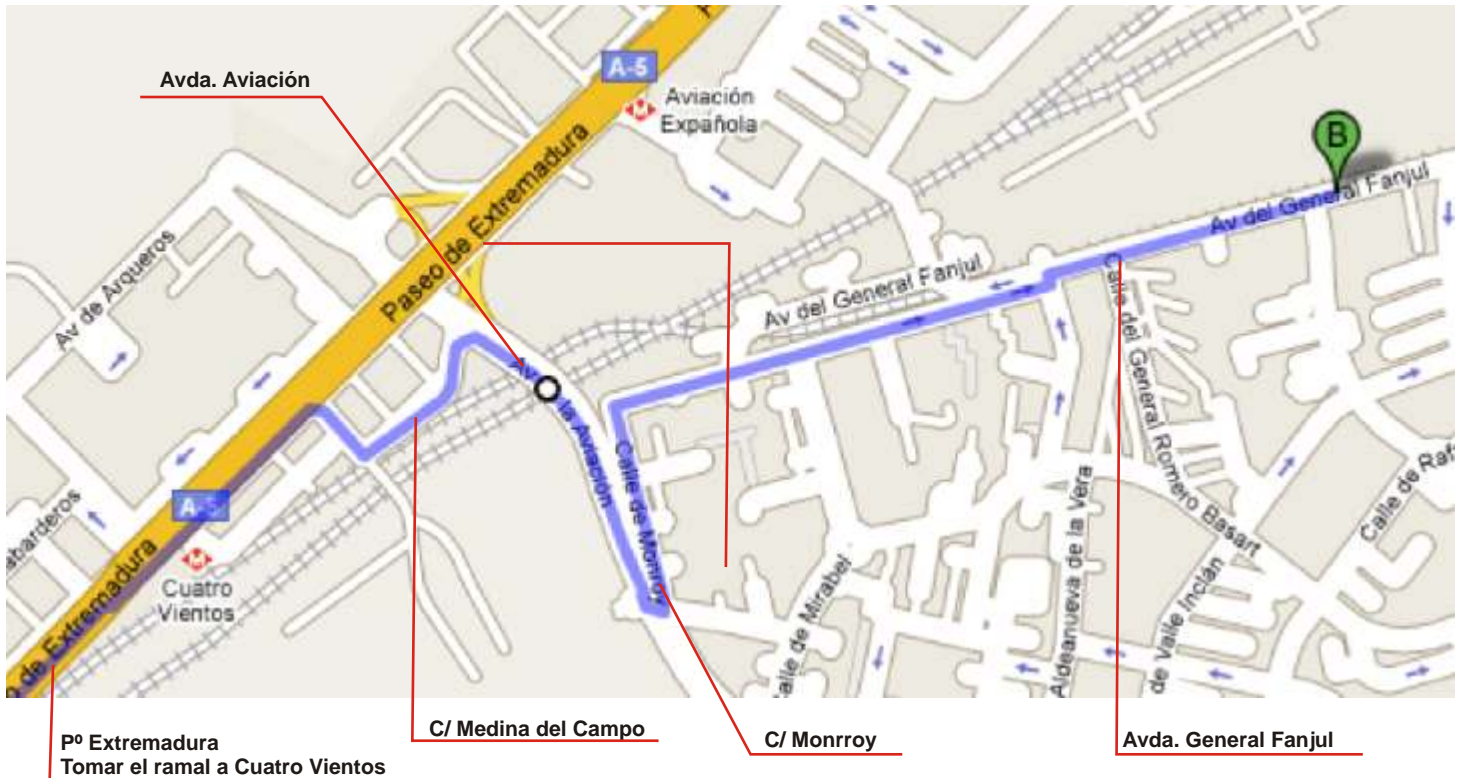 Avda. Aviación
A-5
Aviación
Expañola
Paseo de Extremadura
Av de Arqueros
B
Av del General Fanjul
Av del General Fanjul
Av
la Aviación
Calle de Monroy
Calle del General Romero Basart
Aldeanueva de la Vera
Calle de Mirabel
de Valle Inclán
Calle de Rafa
abarderos
A-5
Cuatro
Vientos
o de Extremadura
Pº Extremadura
Tomar el ramal a Cuatro Vientos
C/ Medina del Campo
C/ Monrroy
Avda. General Fanjul